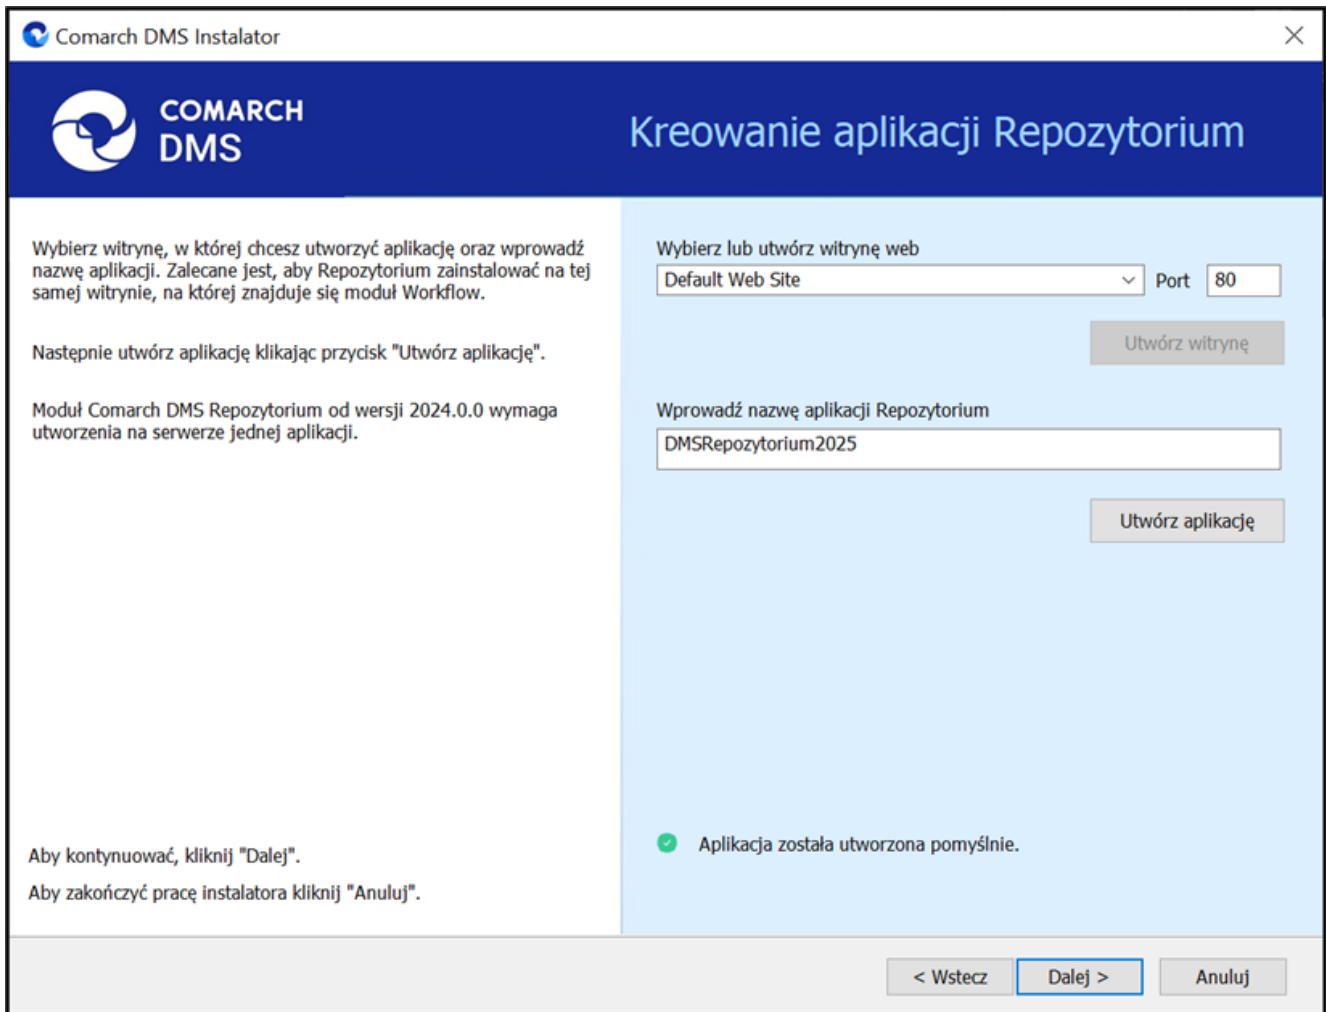 Comarch DMS Instalator
COMARCH
DMS
Kreowanie aplikacji Repozytorium
Wybierz witrynę, w której chcesz utworzyć aplikację oraz wprowadź
nazwę aplikacji. Zalecane jest, aby Repozytorium zainstalować na tej
samej witrynie, na której znajduje się moduł Workflow.
Następnie utwórz aplikację klikając przycisk "Utwórz aplikację".
Moduł Comarch DMS Repozytorium od wersji 2024.0.0 wymaga
utworzenia na serwerze jednej aplikacji.
Aby kontynuować, kliknij "Dalej".
Aby zakończyć pracę instalatora kliknij "Anuluj".
Wybierz lub utwórz witrynę web
Default Web Site Port 80
Utwórz witrynę
Wprowadź nazwę aplikacji Repozytorium
DMSRepozytorium2025
Utwórz aplikację
Aplikacja została utworzona pomyślnie.
< Wstecz Dalej > Anuluj